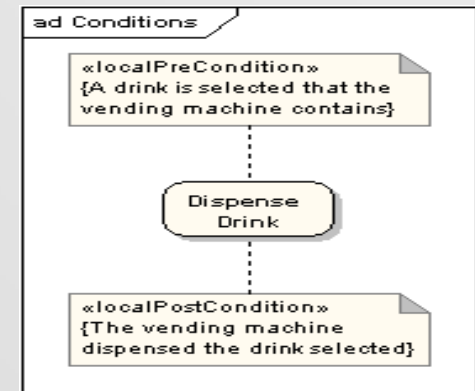 ad Conditions
«localPreCondition»
{A drink is selected that the
vending machine contains}
Dispense
Drink
«localPostCondition»
{The vending machine
dispensed the drink selected}